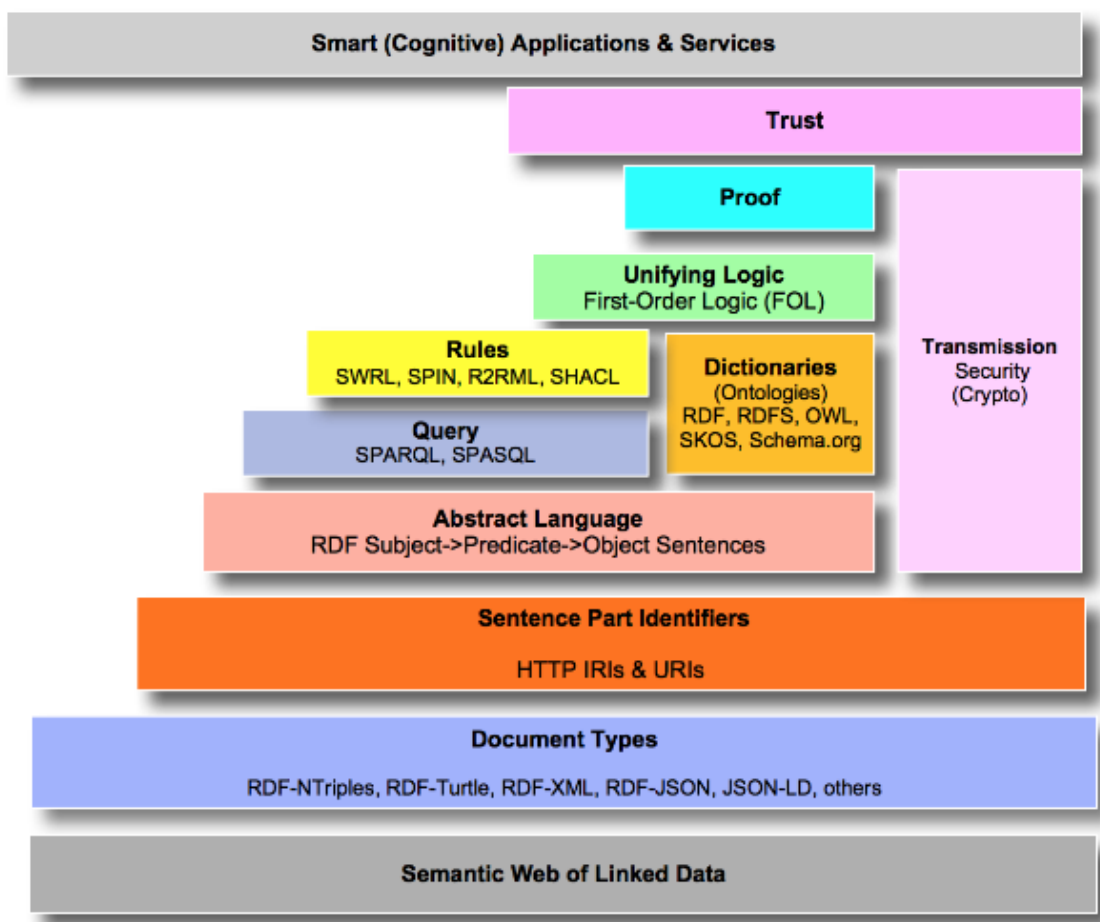 Smart (Cognitive) Applications & Services
Trust
Proof
Unifying Logic
First-Order Logic (FOL)
Rules
SWRL, SPIN, R2RML, SHACL
Dictionaries
(Ontologies)
RDF, RDFS, OWL,
SKOS, Schema.org
Transmission
Security
(Crypto)
Query
SPARQL, SPASQL
Abstract Language
RDF Subject->Predicate->Object Sentences
Sentence Part Identifiers
HTTP IRIs & URIs
Document Types
RDF-NTriples, RDF-Turtle, RDF-XML, RDF-JSON, JSON-LD, others
Semantic Web of Linked Data